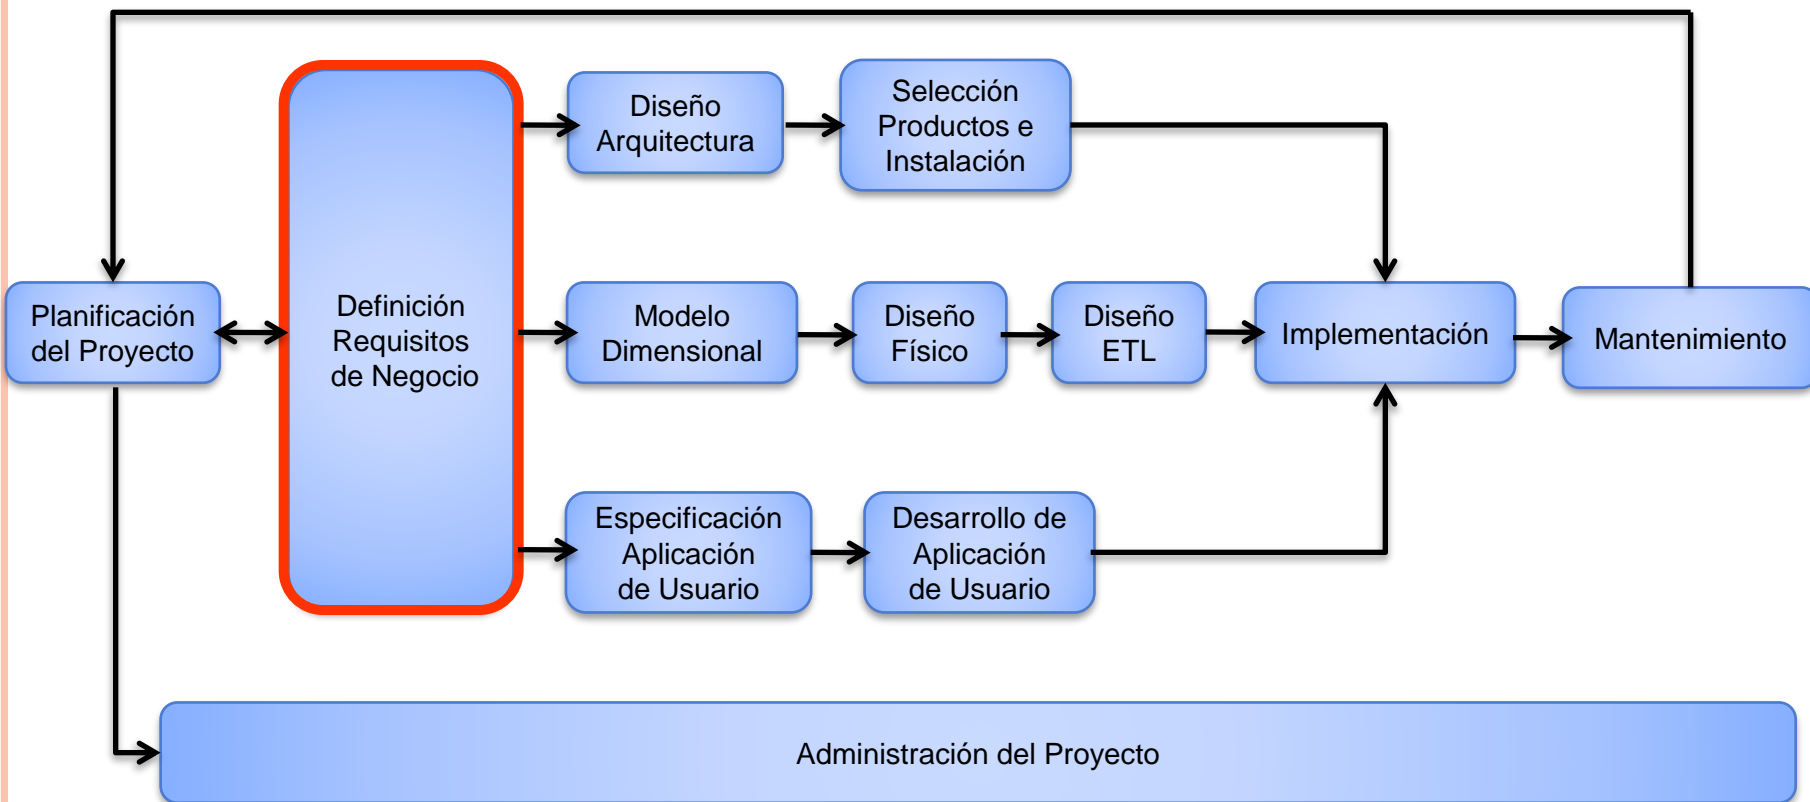 Diseño
Arquitectura
Selección
Productos e
Instalación
Planificación
del Proyecto
Definición
Requisitos
de Negocio
Modelo
Dimensional
Diseño
Físico
Diseño
ETL
Implementación
Mantenimiento
Especificación
Aplicación
de Usuario
Desarrollo de
Aplicación
de Usuario
Administración del Proyecto